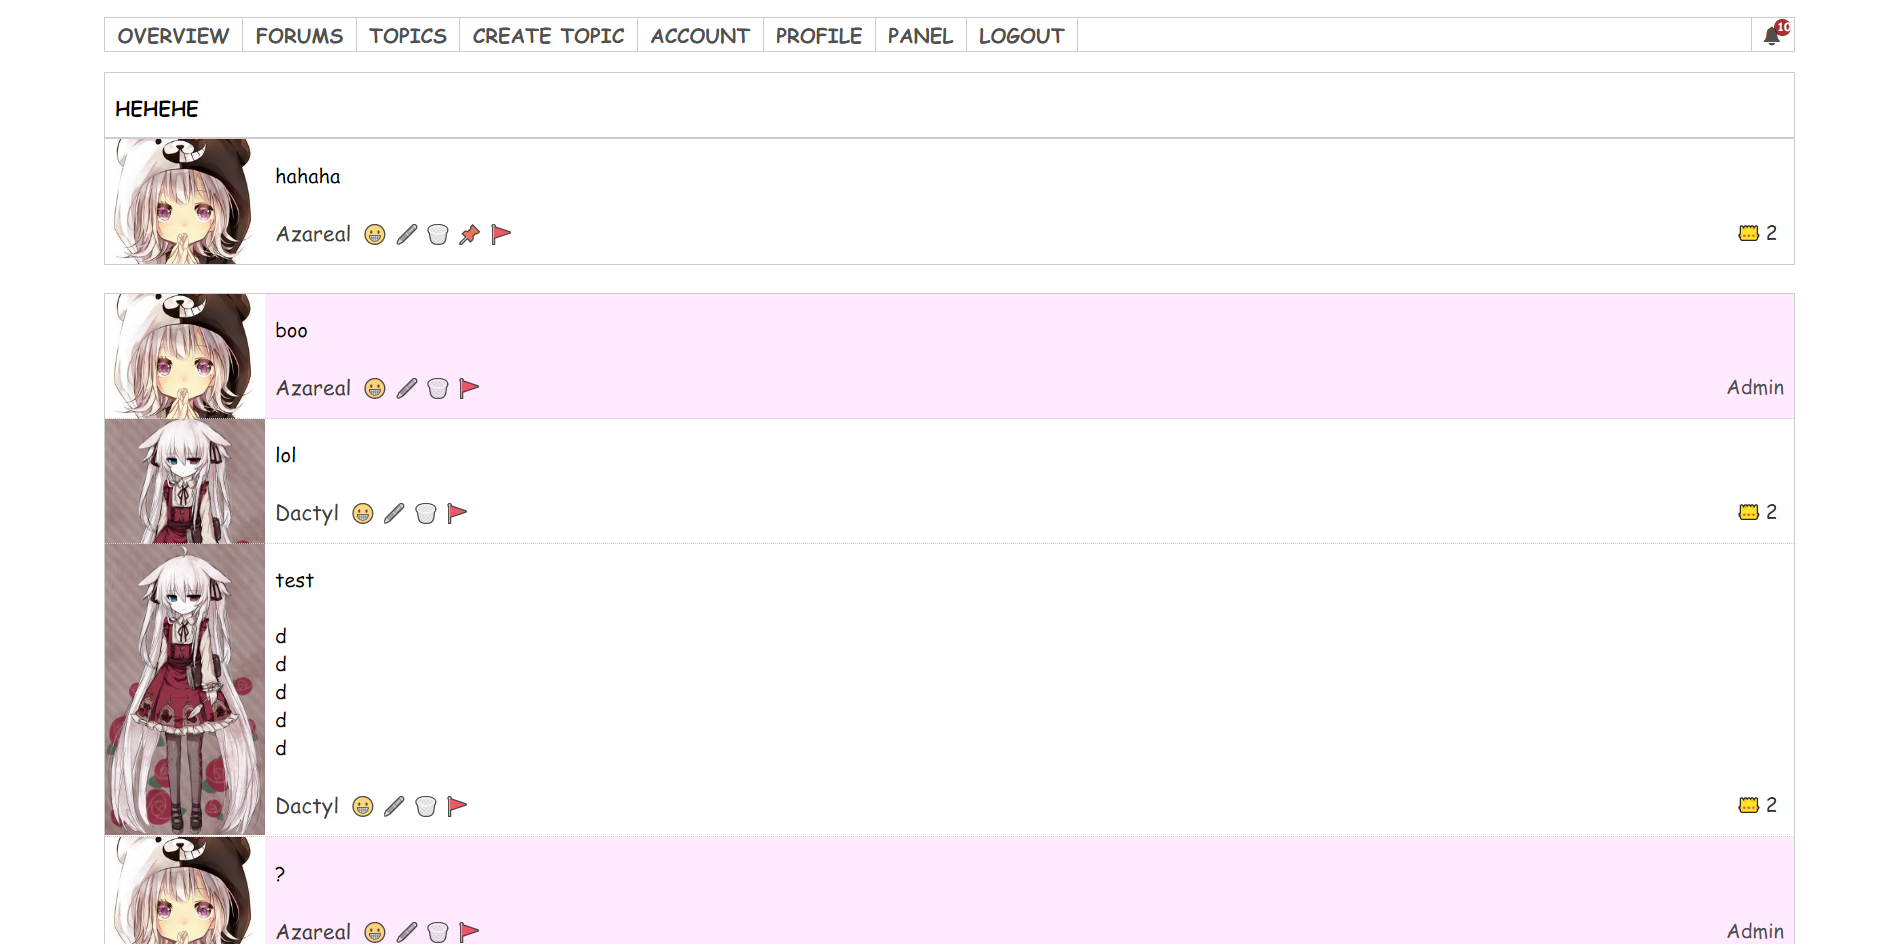 OVERVIEW FORUMS TOPICS CREATE TOPIC ACCOUNT PROFILE PANEL LOGOUT 10
HEHEHE
hahaha
Azareal 2
boo
Azareal Admin
lol
Dactyl 2
test
d
d
d
d
d
Dactyl 2
?
Azareal Admin